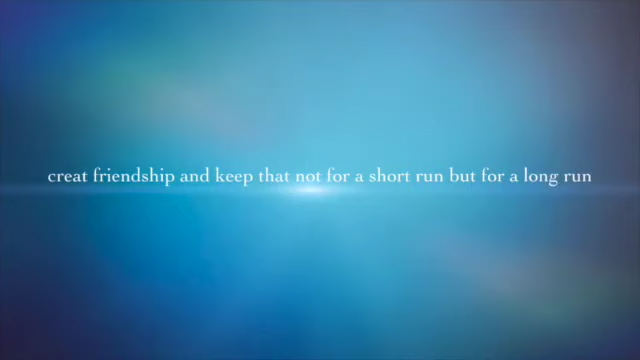 creat friendship and keep that not for a short run but for a long run